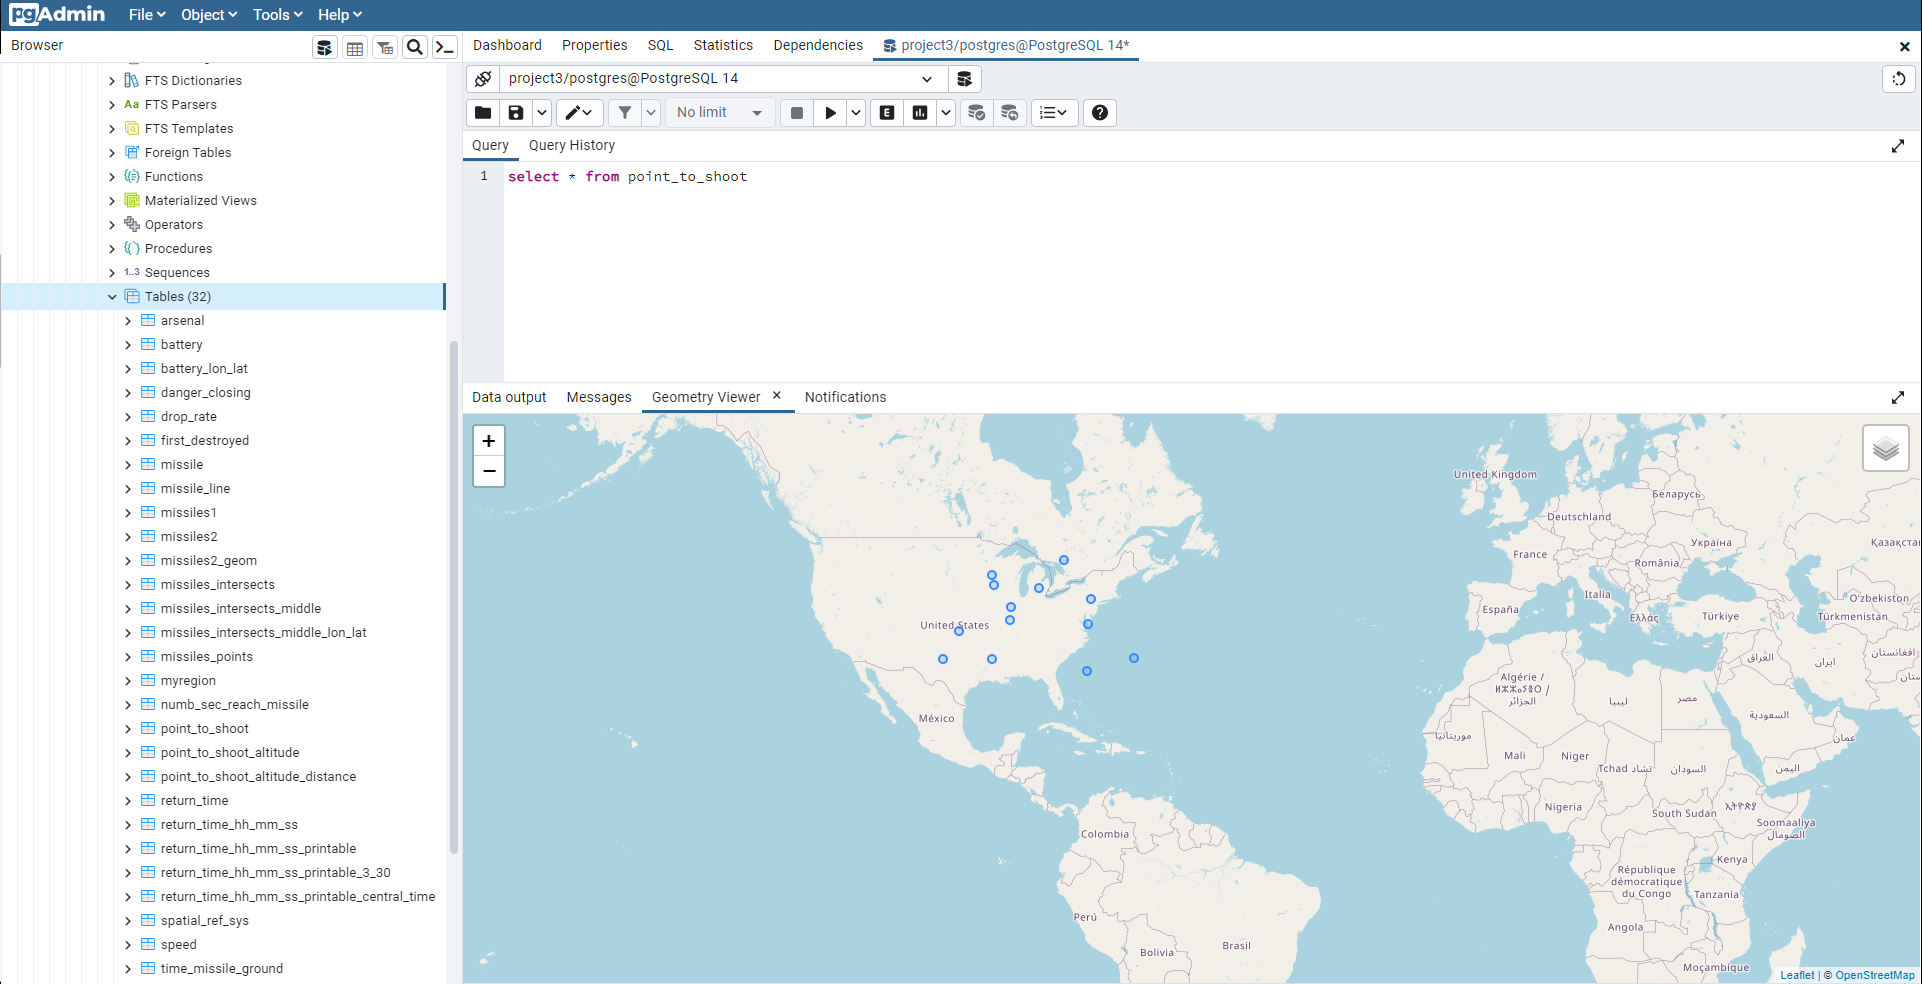 pgAdmin File Object Tools Help
Browser
Dashboard Properties SQL Statistics Dependencies project3/postgres@PostgreSQL 14*
project3/postgres@PostgreSQL 14
No limit
Query Query History
1 select * from point_to_shoot
FTS Dictionaries
Aa FTS Parsers
FTS Templates
Foreign Tables
Functions
Materialized Views
Operators
Procedures
1..3 Sequences
Tables (32)
arsenal
battery
battery_lon_lat
danger_closing
drop_rate
first_destroyed
missile
missile_line
missiles1
missiles2
missiles2_geom
missiles_intersects
missiles_intersects_middle
missiles_intersects_middle_lon_lat
missiles_points
myregion
numb_sec_reach_missile
point_to_shoot
point_to_shoot_altitude
point_to_shoot_altitude_distance
return_time
return_time_hh_mm_ss
return_time_hh_mm_ss_printable
return_time_hh_mm_ss_printable_3_30
return_time_hh_mm_ss_printable_central_time
spatial_ref_sys
speed
time_missile_ground
Data output Messages Geometry Viewer Notifications
+
−
United Kingdom
Беларусь
Deutschland
Україна
Қазақстан
France
România
Italia
O‘zbekiston
España
Ελλάς
Türkiye
Türkmenistan
United States
العراق
ایران
افغانستان
Algérie /
ⵍⵣⵣⴰⵢⴻⵔ /
الجزائر
ليبيا
مصر
السعودية
México
موريتانيا
عمان
Mali
Niger
Tchad تشاد
السودان
اليمن
Nigeria
South Sudan
ኢትዮጵያ
Soomaaliya
الصومال
Colombia
Kenya
République
démocratique
du Congo
Tanzania
Perú
Angola
Brasil
Bolivia
Moçambique
Leaflet | © OpenStreetMap